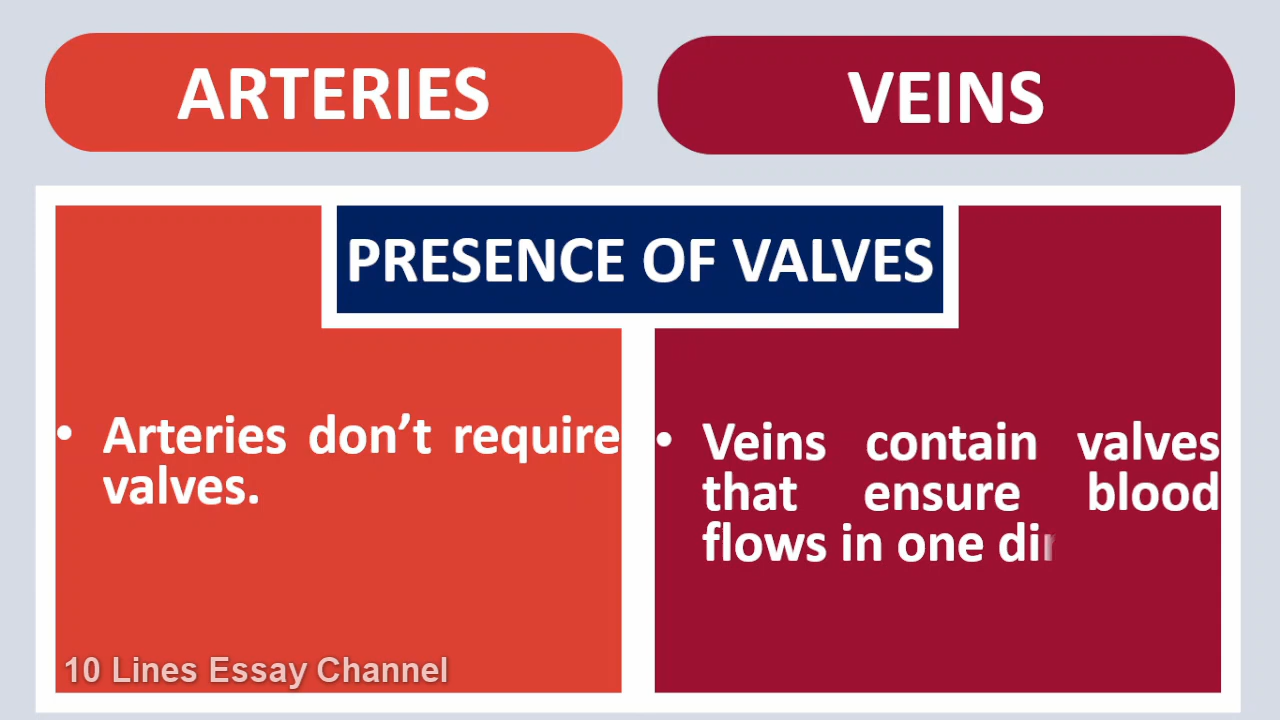 ARTERIES
VEINS
PRESENCE OF VALVES
• Arteries don’t require
valves.
• Veins contain valves
that ensure blood
flows in one
10 Lines Essay Channel